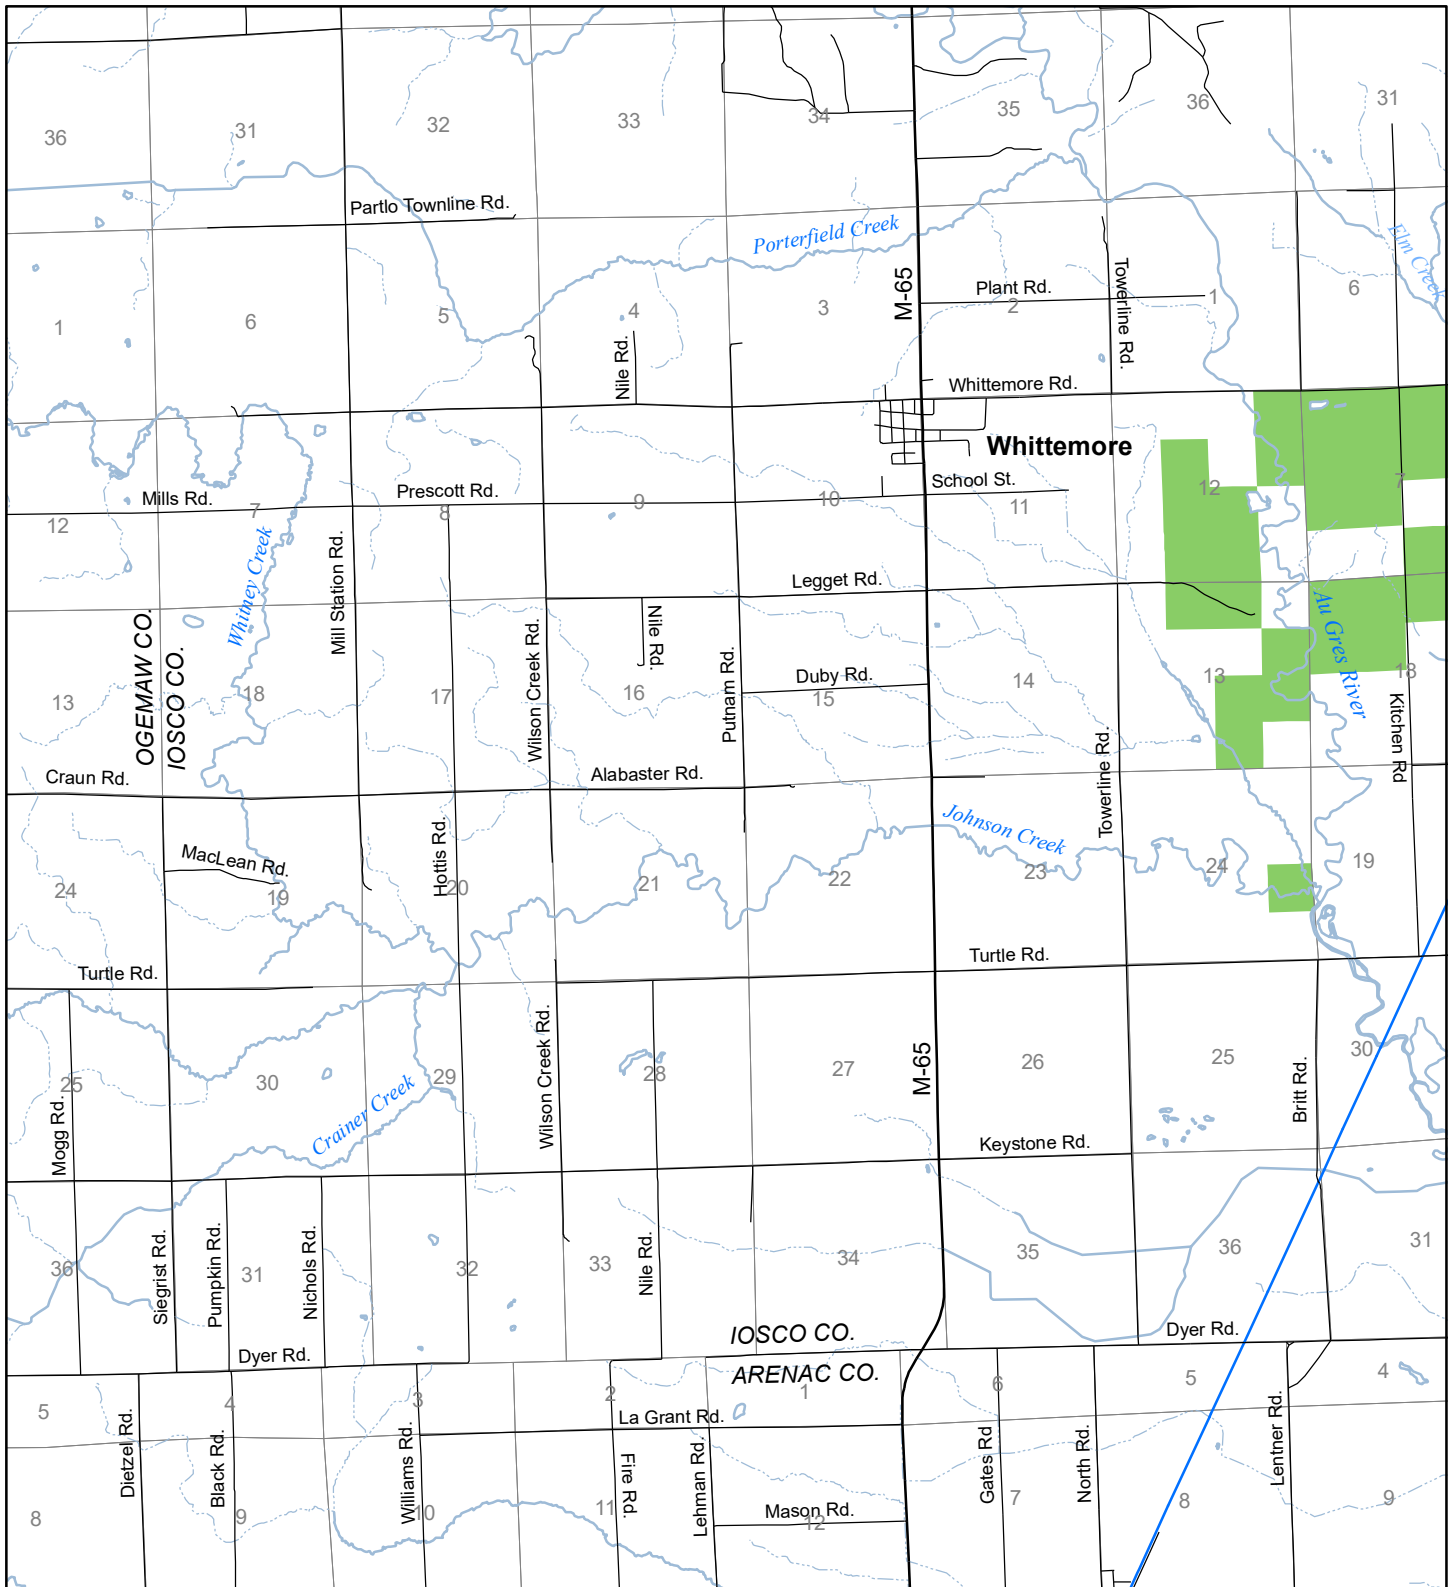 36
31
32
33
34
35
36
31
Partlo Townline Rd.
Porterfield Creek
Elm Creek
M-65
Towerline Rd.
Plant Rd.
1
6
5
4
3
2
1
6
Nile Rd.
Whittemore Rd.
Whittemore
Mills Rd.
Prescott Rd.
School St.
12
7
8
9
10
11
12
7
Whitney Creek
Mill Station Rd.
Legget Rd.
Au Gres River
OGEMAW CO.
IOSCO CO.
Wilson Creek Rd.
Nile Rd.
Putnam Rd.
Duby Rd.
13
18
17
16
15
14
13
18
Kitchen Rd
Towerline Rd.
Craun Rd.
Alabaster Rd.
Johnson Creek
MacLean Rd.
Hottis Rd.
24
19
20
21
22
23
24
19
Turtle Rd.
Turtle Rd.
Wilson Creek Rd.
M-65
25
30
29
28
27
26
25
30
Mogg Rd.
Crainer Creek
Britt Rd.
Keystone Rd.
Siegrist Rd.
Pumpkin Rd.
Nichols Rd.
Nile Rd.
36
31
32
33
34
35
36
31
IOSCO CO.
Dyer Rd.
Dyer Rd.
ARENAC CO.
5
4
3
2
1
6
5
4
La Grant Rd.
Dietzel Rd.
Black Rd.
Williams Rd.
Fire Rd.
Lehman Rd.
Gates Rd
North Rd.
Lentner Rd.
Mason Rd.
8
9
10
11
12
7
8
9